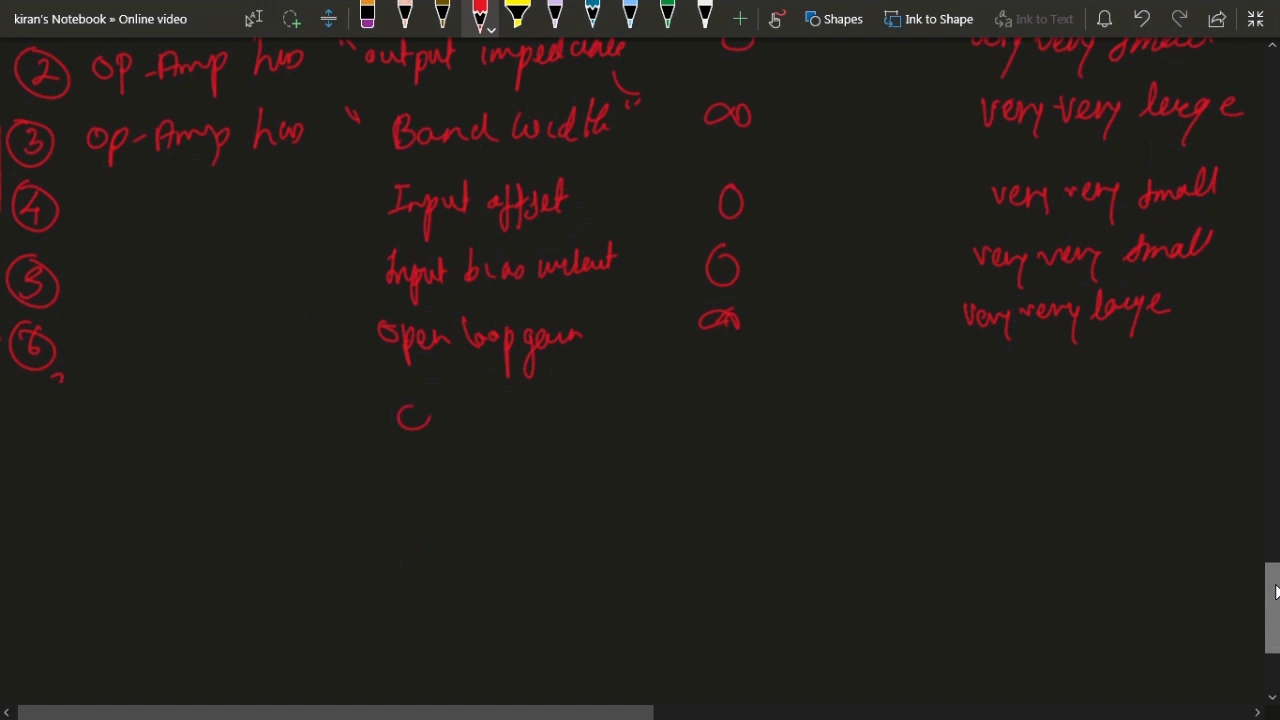 kiran's Notebook » Online video
Shapes
Ink to Shape
Ink to Text
② OP-Amp has "output impedance" 0 very very small
③ Op-Amp has "Band width" ∞ very very large
④ Input offset 0 very very small
⑤ Input bias 0 very very small
⑥ Open loop gain ∞ very very large
C